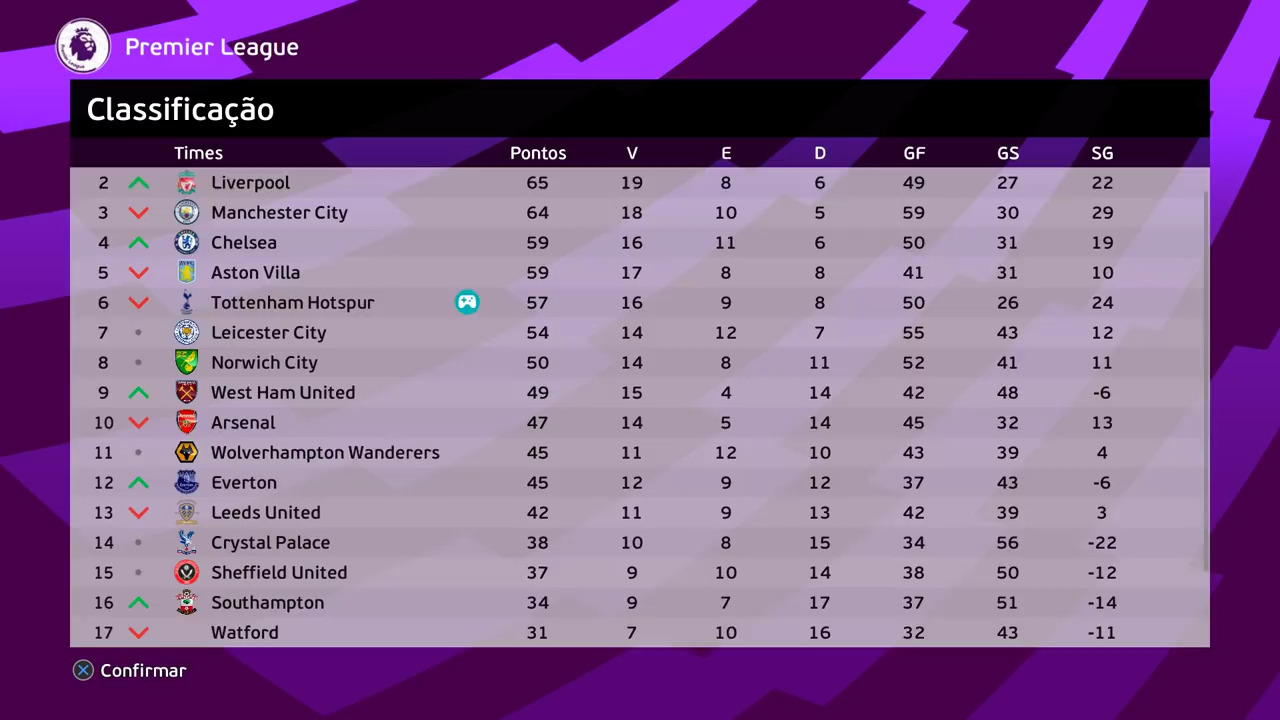 Premier League
Classificação
Times Pontos V E D GF GS SG
2 Liverpool 65 19 8 6 49 27 22
3 Manchester City 64 18 10 5 59 30 29
4 Chelsea 59 16 11 6 50 31 19
5 Aston Villa 59 17 8 8 41 31 10
6 Tottenham Hotspur 57 16 9 8 50 26 24
7 Leicester City 54 14 12 7 55 43 12
8 Norwich City 50 14 8 11 52 41 11
9 West Ham United 49 15 4 14 42 48 -6
10 Arsenal 47 14 5 14 45 32 13
11 Wolverhampton Wanderers 45 11 12 10 43 39 4
12 Everton 45 12 9 12 37 43 -6
13 Leeds United 42 11 9 13 42 39 3
14 Crystal Palace 38 10 8 15 34 56 -22
15 Sheffield United 37 9 10 14 38 50 -12
16 Southampton 34 9 7 17 37 51 -14
17 Watford 31 7 10 16 32 43 -11
Confirmar